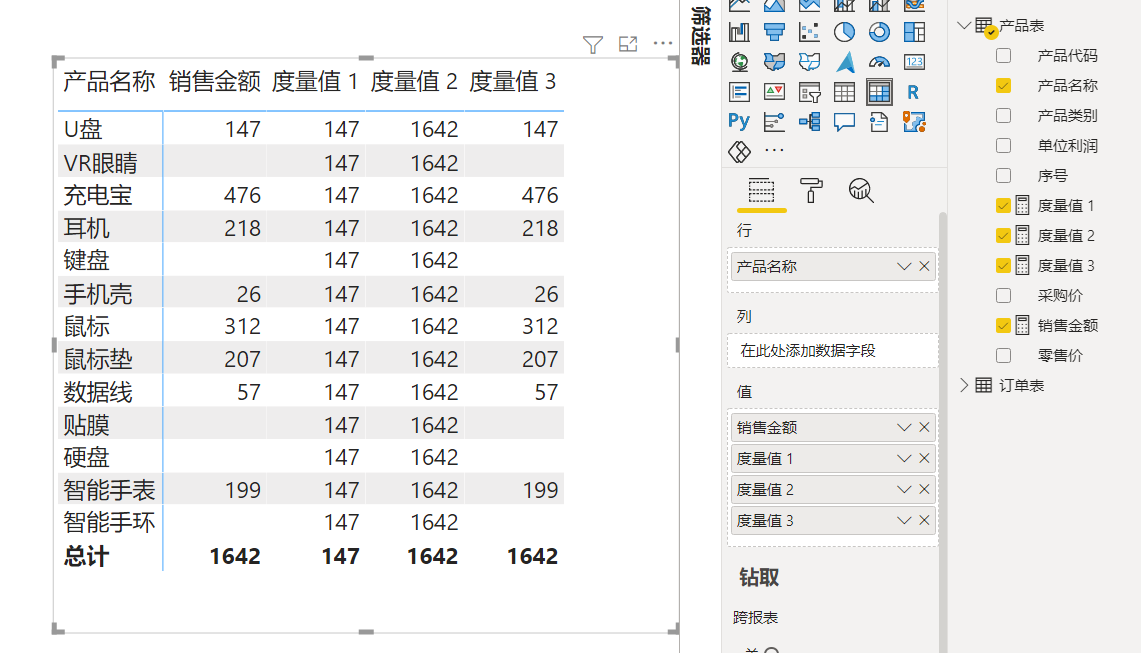 产品名称 销售金额 度量值 1 度量值 2 度量值 3
U盘 147 147 1642 147
VR眼睛 147 1642
充电宝 476 147 1642 476
耳机 218 147 1642 218
键盘 147 1642
手机壳 26 147 1642 26
鼠标 312 147 1642 312
鼠标垫 207 147 1642 207
数据线 57 147 1642 57
贴膜 147 1642
硬盘 147 1642
智能手表 199 147 1642 199
智能手环 147 1642
总计 1642 147 1642 1642
筛选器
123
R
Py
行
产品名称
列
在此处添加数据字段
值
销售金额
度量值 1
度量值 2
度量值 3
钻取
跨报表
产品表
产品代码
产品名称
产品类别
单位利润
序号
度量值 1
度量值 2
度量值 3
采购价
销售金额
零售价
订单表